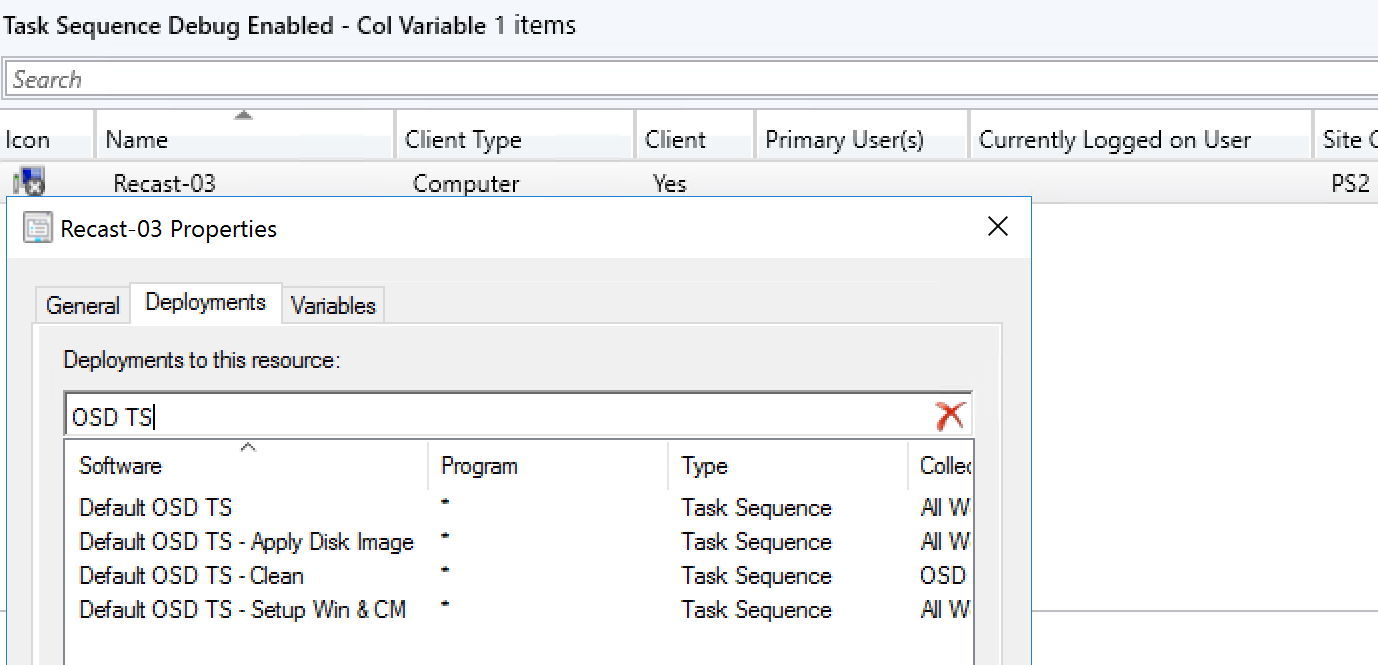 Task Sequence Debug Enabled - Col Variable 1 items
Search
Icon Name Client Type Client Primary User(s) Currently Logged on User Site
Recast-03 Computer Yes PS2
Recast-03 Properties
General Deployments Variables
Deployments to this resource:
OSD TS
Software Program Type Collec
Default OSD TS * Task Sequence All W
Default OSD TS - Apply Disk Image * Task Sequence All W
Default OSD TS - Clean * Task Sequence OSD
Default OSD TS - Setup Win & CM * Task Sequence All W